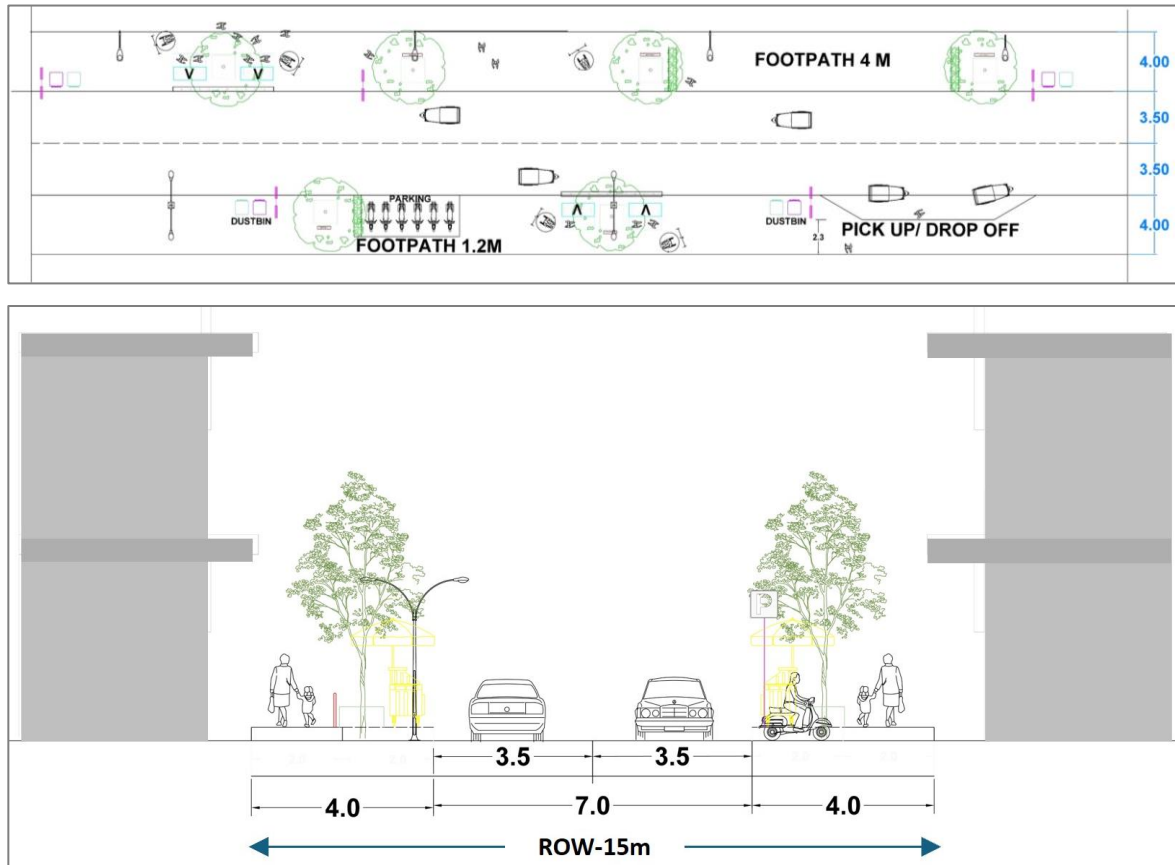 FOOTPATH 4 M
4.00
3.50
3.50
4.00
V
V
PARKING
DUSTBIN
FOOTPATH 1.2M
V
V
DUSTBIN
2.3
PICK UP/ DROP OFF
3.5
3.5
4.0
7.0
4.0
ROW-15m